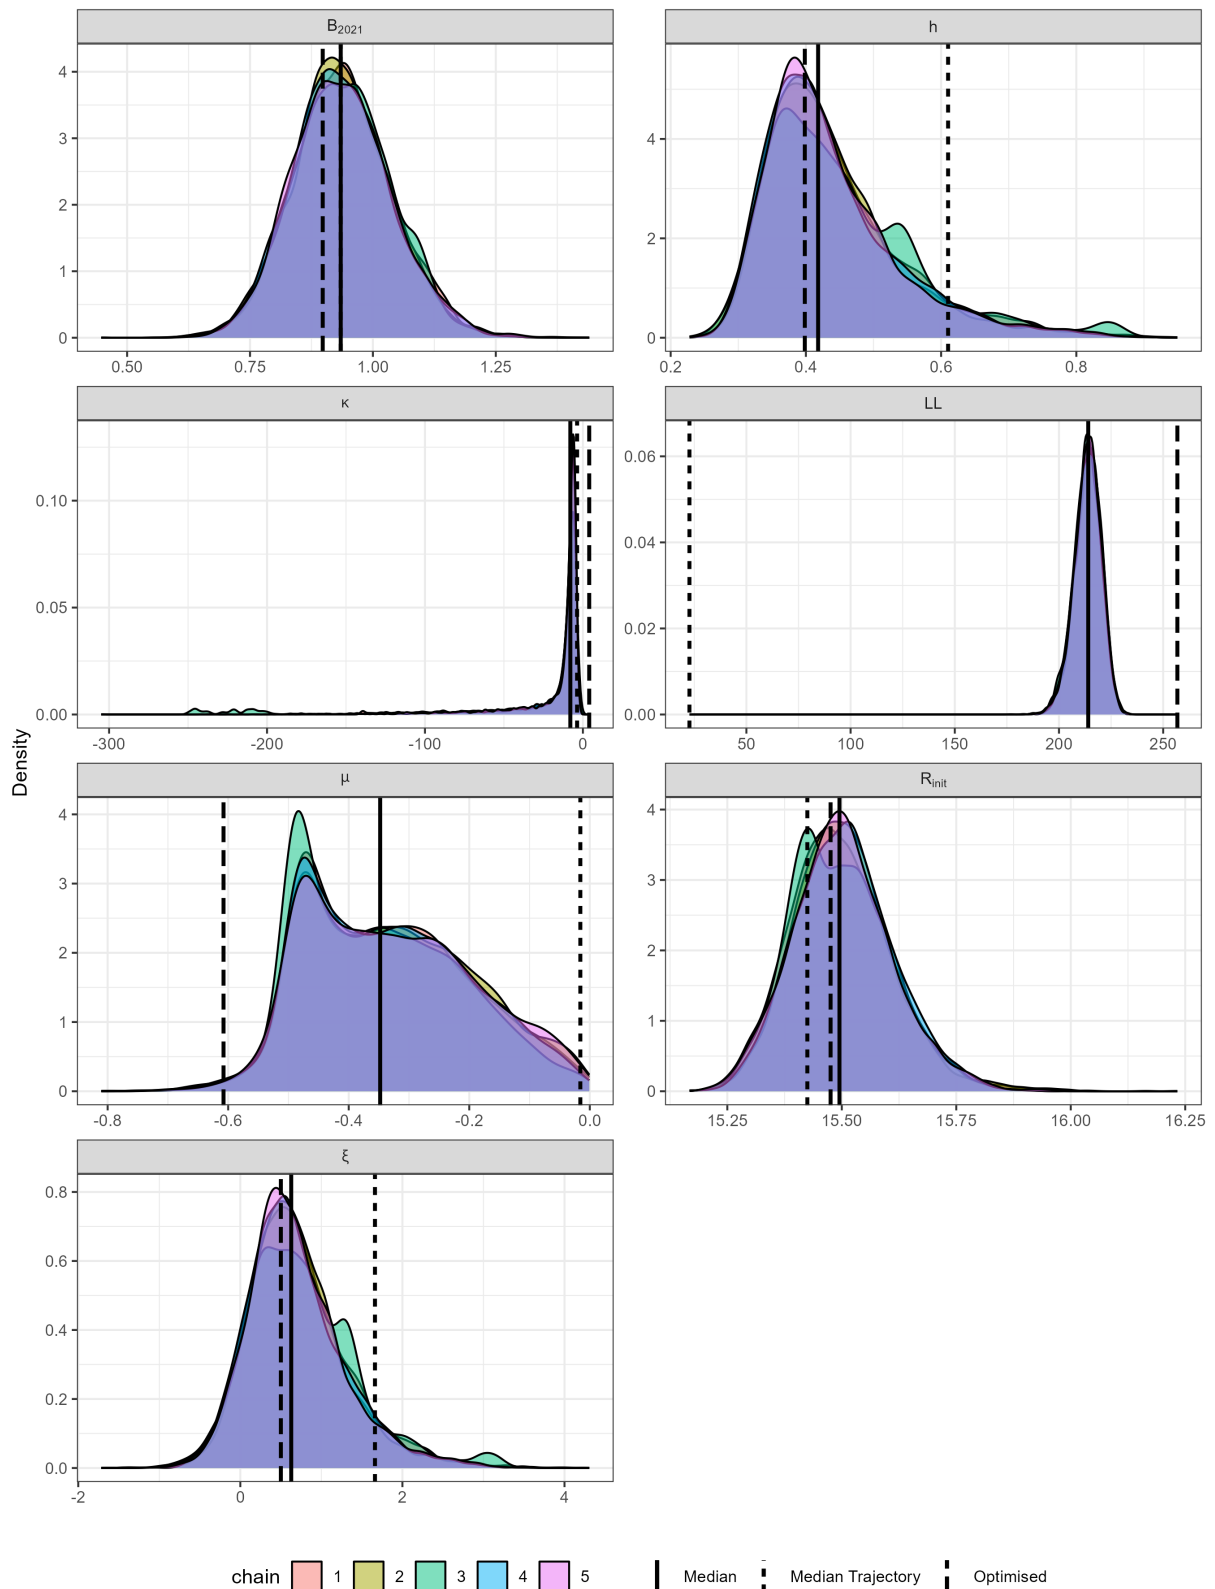 B2021
h
4
3
2
1
0
4
2
0
0.50 0.75 1.00 1.25
0.2 0.4 0.6 0.8
κ
LL
0.10
0.05
0.00
0.06
0.04
0.02
0.00
-300 -200 -100 0
50 100 150 200 250
Density
μ
Rinit
4
3
2
1
0
4
3
2
1
0
-0.8 -0.6 -0.4 -0.2 0.0
15.25 15.50 15.75 16.00 16.25
ξ
0.8
0.6
0.4
0.2
0.0
-2 0 2 4
chain 1 2 3 4 5 Median Median Trajectory Optimised